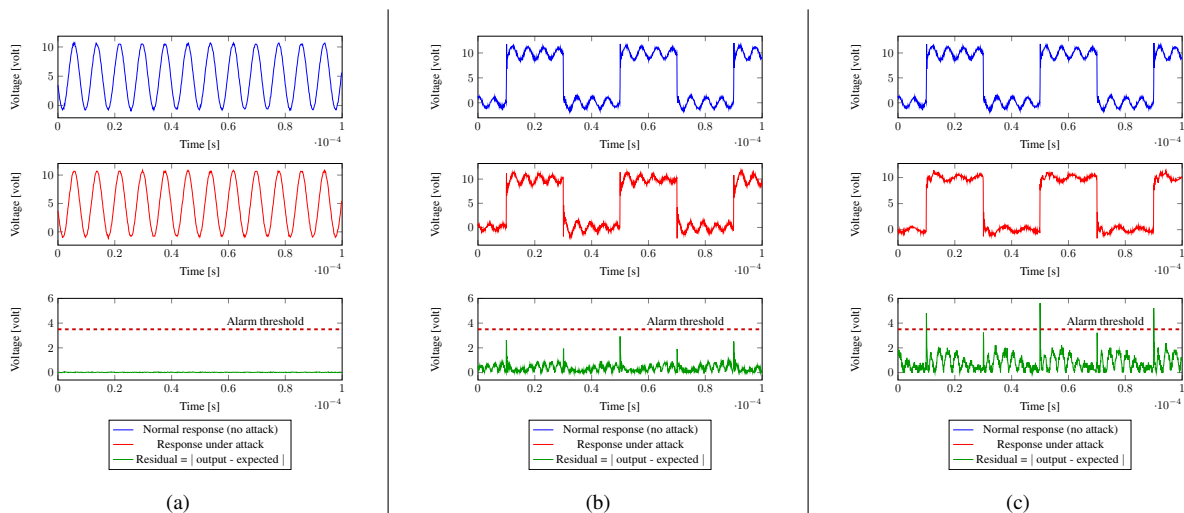 10
5
0
Voltage [volt]
0 0.2 0.4 0.6 0.8 1
Time [s]
·10⁻⁴
10
5
0
Voltage [volt]
0 0.2 0.4 0.6 0.8 1
Time [s]
·10⁻⁴
6
4
2
0
Voltage [volt]
Alarm threshold
0 0.2 0.4 0.6 0.8 1
Time [s]
·10⁻⁴
Normal response (no attack)
Response under attack
Residual = | output - expected |
(a)
10
5
0
Voltage [volt]
0 0.2 0.4 0.6 0.8 1
Time [s]
·10⁻⁴
10
5
0
Voltage [volt]
0 0.2 0.4 0.6 0.8 1
Time [s]
·10⁻⁴
6
4
2
0
Voltage [volt]
Alarm threshold
0 0.2 0.4 0.6 0.8 1
Time [s]
·10⁻⁴
Normal response (no attack)
Response under attack
Residual = | output - expected |
(b)
10
5
0
Voltage [volt]
0 0.2 0.4 0.6 0.8 1
Time [s]
·10⁻⁴
10
5
0
Voltage [volt]
0 0.2 0.4 0.6 0.8 1
Time [s]
·10⁻⁴
6
4
2
0
Voltage [volt]
Alarm threshold
0 0.2 0.4 0.6 0.8 1
Time [s]
·10⁻⁴
Normal response (no attack)
Response under attack
Residual = | output - expected |
(c)